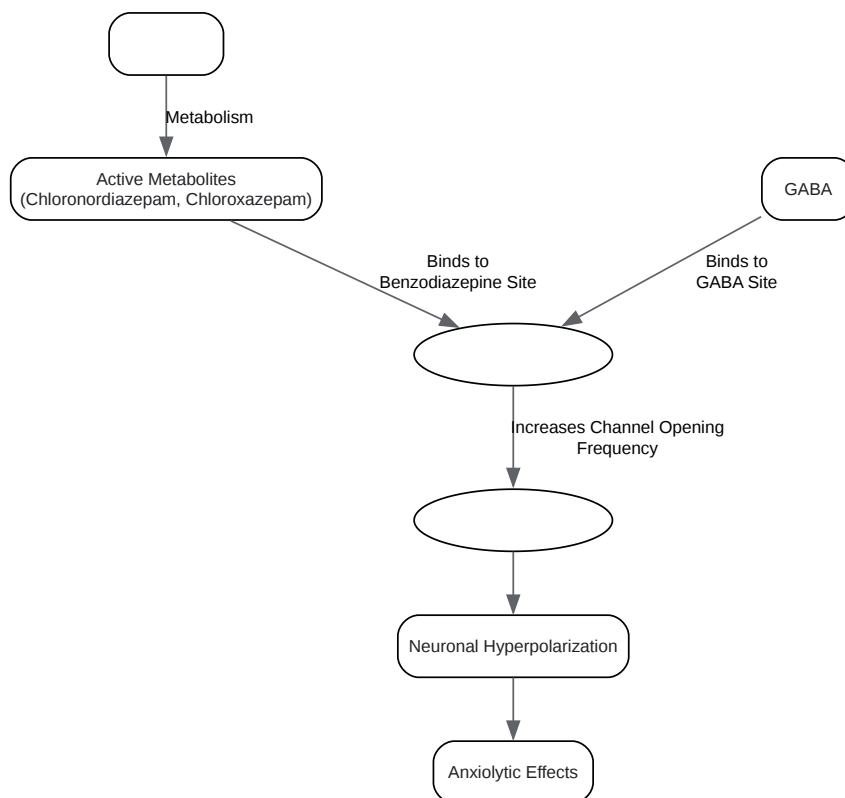 Metabolism
Active Metabolites
(Chloronordiazepam, Chloroxazepam)
GABA
Binds to
Benzodiazepine Site
Binds to
GABA Site
Increases Channel Opening
Frequency
Neuronal Hyperpolarization
Anxiolytic Effects